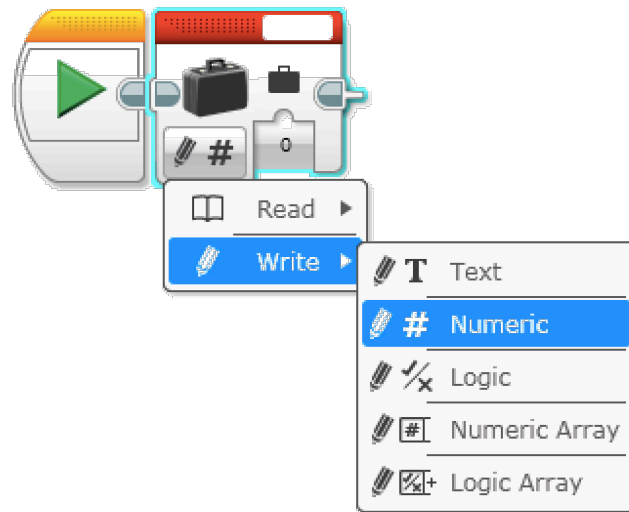 #
0
Read
Write
T Text
# Numeric
Logic
# Numeric Array
Logic Array